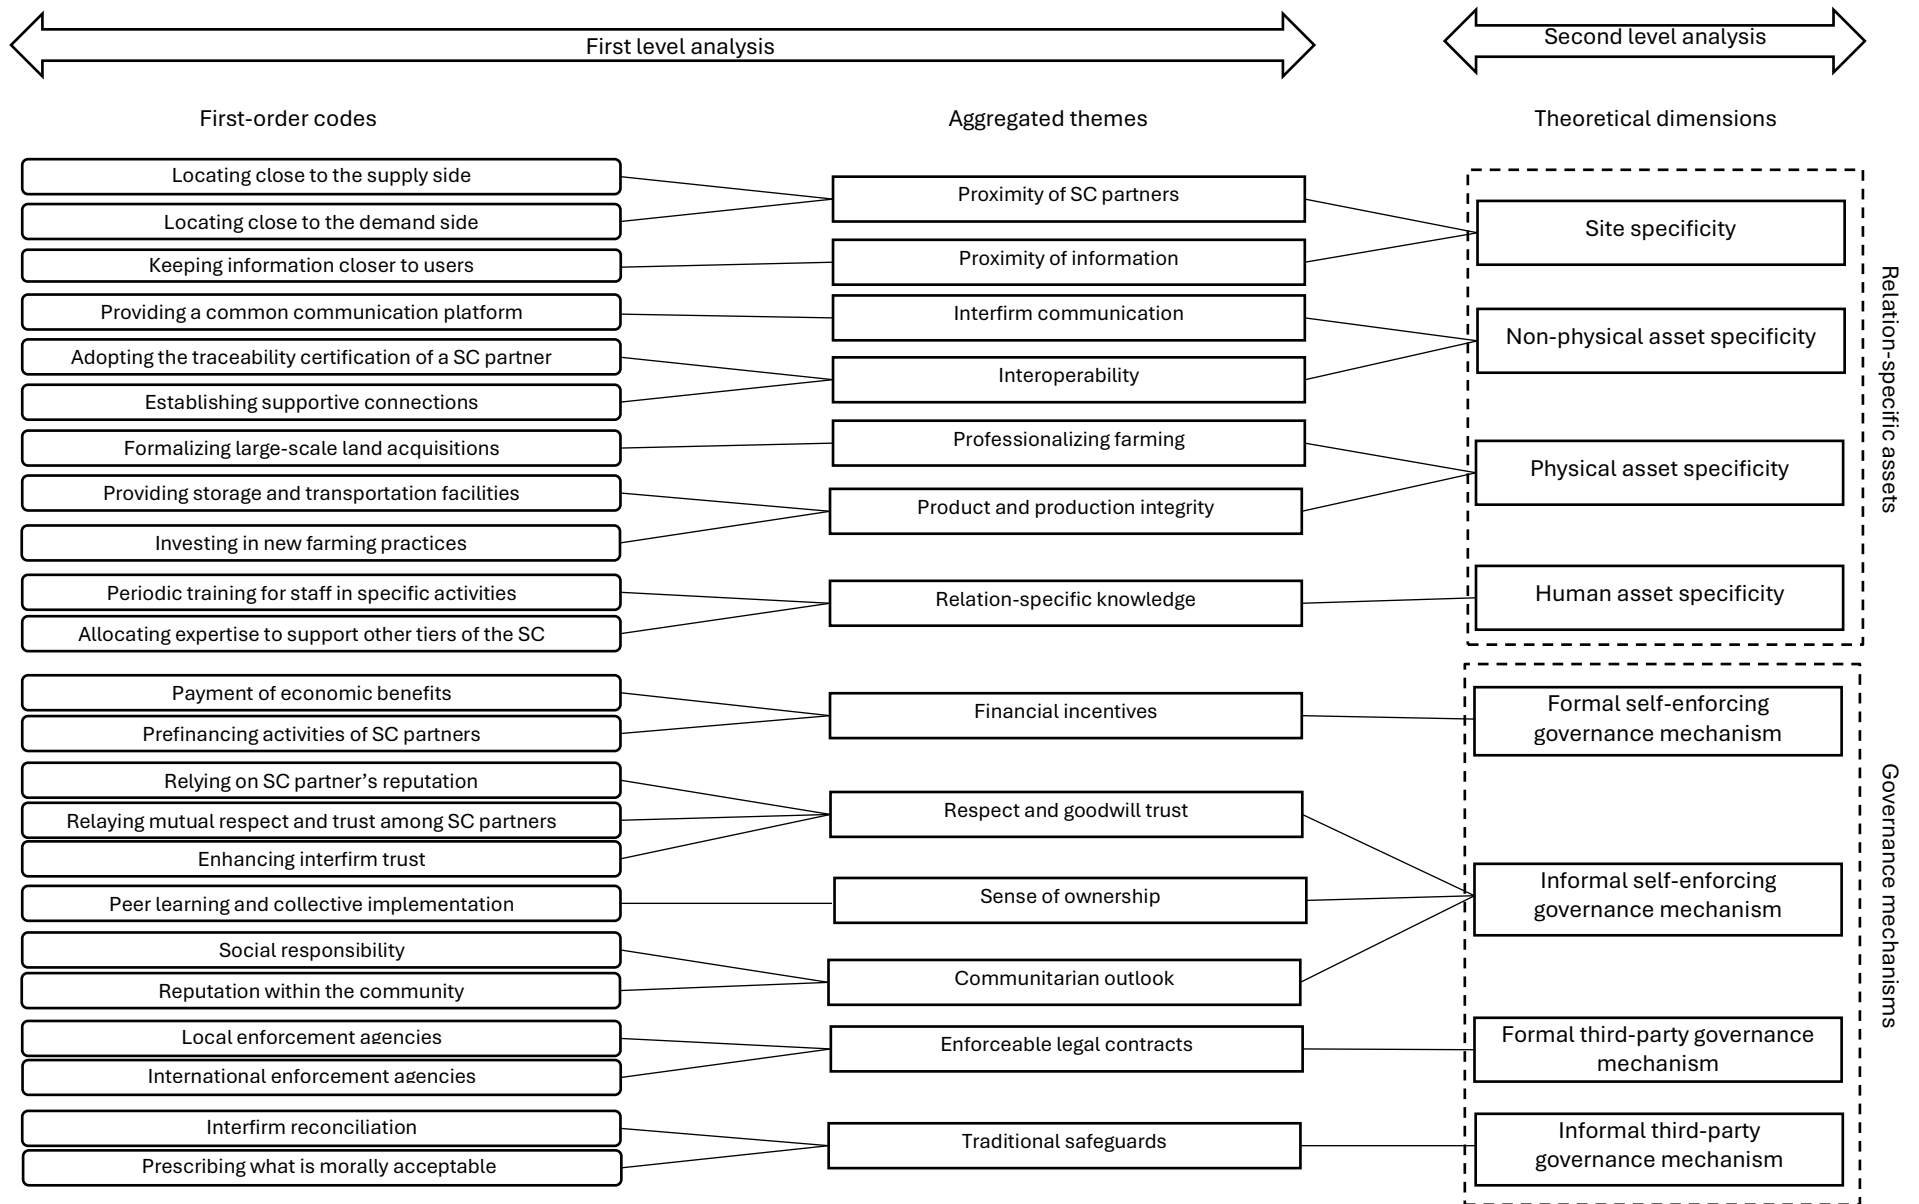 First level analysis
Second level analysis
First-order codes
Aggregated themes
Theoretical dimensions
Locating close to the supply side
Locating close to the demand side
Keeping information closer to users
Providing a common communication platform
Adopting the traceability certification of a SC partner
Establishing supportive connections
Formalizing large-scale land acquisitions
Providing storage and transportation facilities
Investing in new farming practices
Periodic training for staff in specific activities
Allocating expertise to support other tiers of the SC
Payment of economic benefits
Prefinancing activities of SC partners
Relying on SC partner’s reputation
Relaying mutual respect and trust among SC partners
Enhancing interfirm trust
Peer learning and collective implementation
Social responsibility
Reputation within the community
Local enforcement agencies
International enforcement agencies
Interfirm reconciliation
Prescribing what is morally acceptable
Proximity of SC partners
Proximity of information
Interfirm communication
Interoperability
Professionalizing farming
Product and production integrity
Relation-specific knowledge
Financial incentives
Respect and goodwill trust
Sense of ownership
Communitarian outlook
Enforceable legal contracts
Traditional safeguards
Site specificity
Non-physical asset specificity
Physical asset specificity
Human asset specificity
Formal self-enforcing
governance mechanism
Informal self-enforcing
governance mechanism
Formal third-party governance
mechanism
Informal third-party
governance mechanism
Relation-specific assets
Governance mechanisms